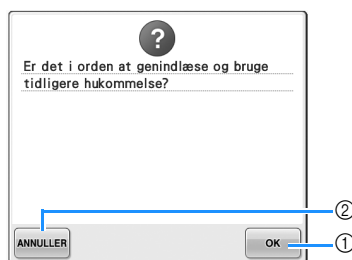 ?
Er det i orden at genindlæse og bruge
tidligere hukommelse?
②
ANNULLER
OK
①